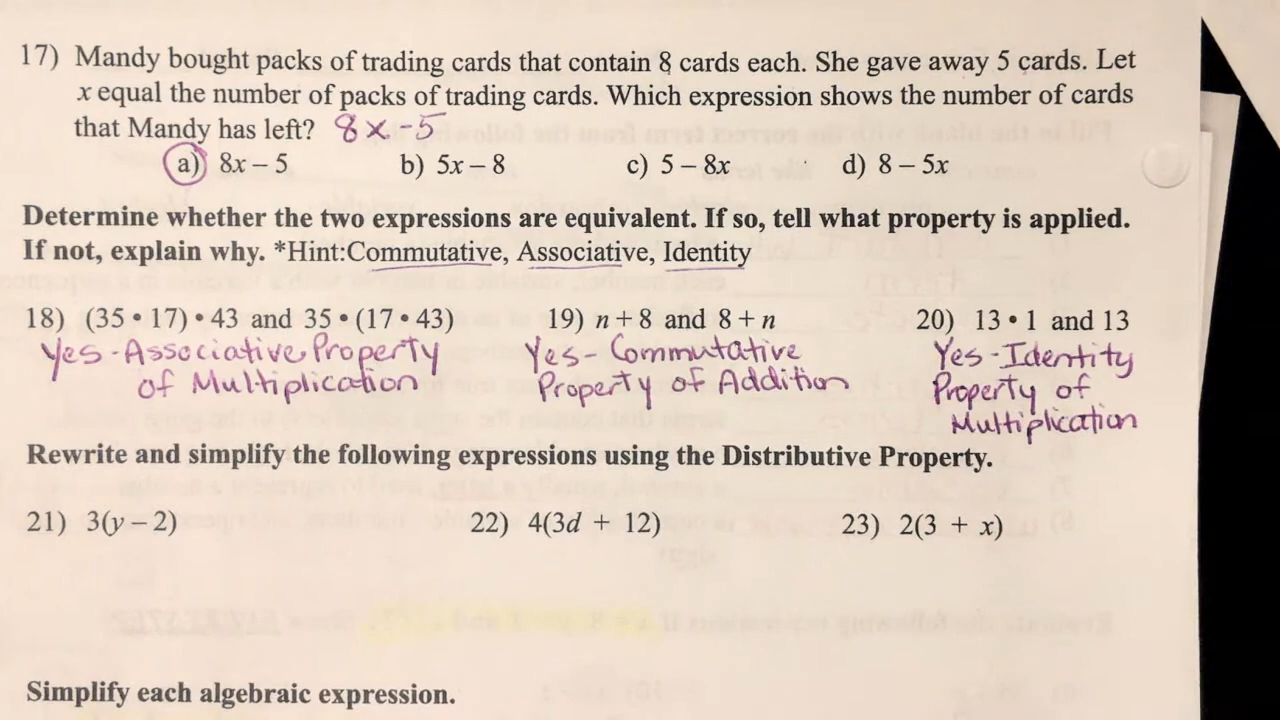 17) Mandy bought packs of trading cards that contain 8 cards each. She gave away 5 cards. Let
x equal the number of packs of trading cards. Which expression shows the number of cards
that Mandy has left? 8x-5
a) 8x – 5 b) 5x – 8 c) 5 – 8x d) 8 – 5x
Determine whether the two expressions are equivalent. If so, tell what property is applied.
If not, explain why. *Hint:Commutative, Associative, Identity
18) (35 • 17) • 43 and 35 • (17 • 43) 19) n + 8 and 8 + n 20) 13 • 1 and 13
Yes - Associative Property Yes - Commutative Yes - Identity
of Multiplication Property of Addition Property of
Multiplication
Rewrite and simplify the following expressions using the Distributive Property.
21) 3(y – 2) 22) 4(3d + 12) 23) 2(3 + x)
Simplify each algebraic expression.